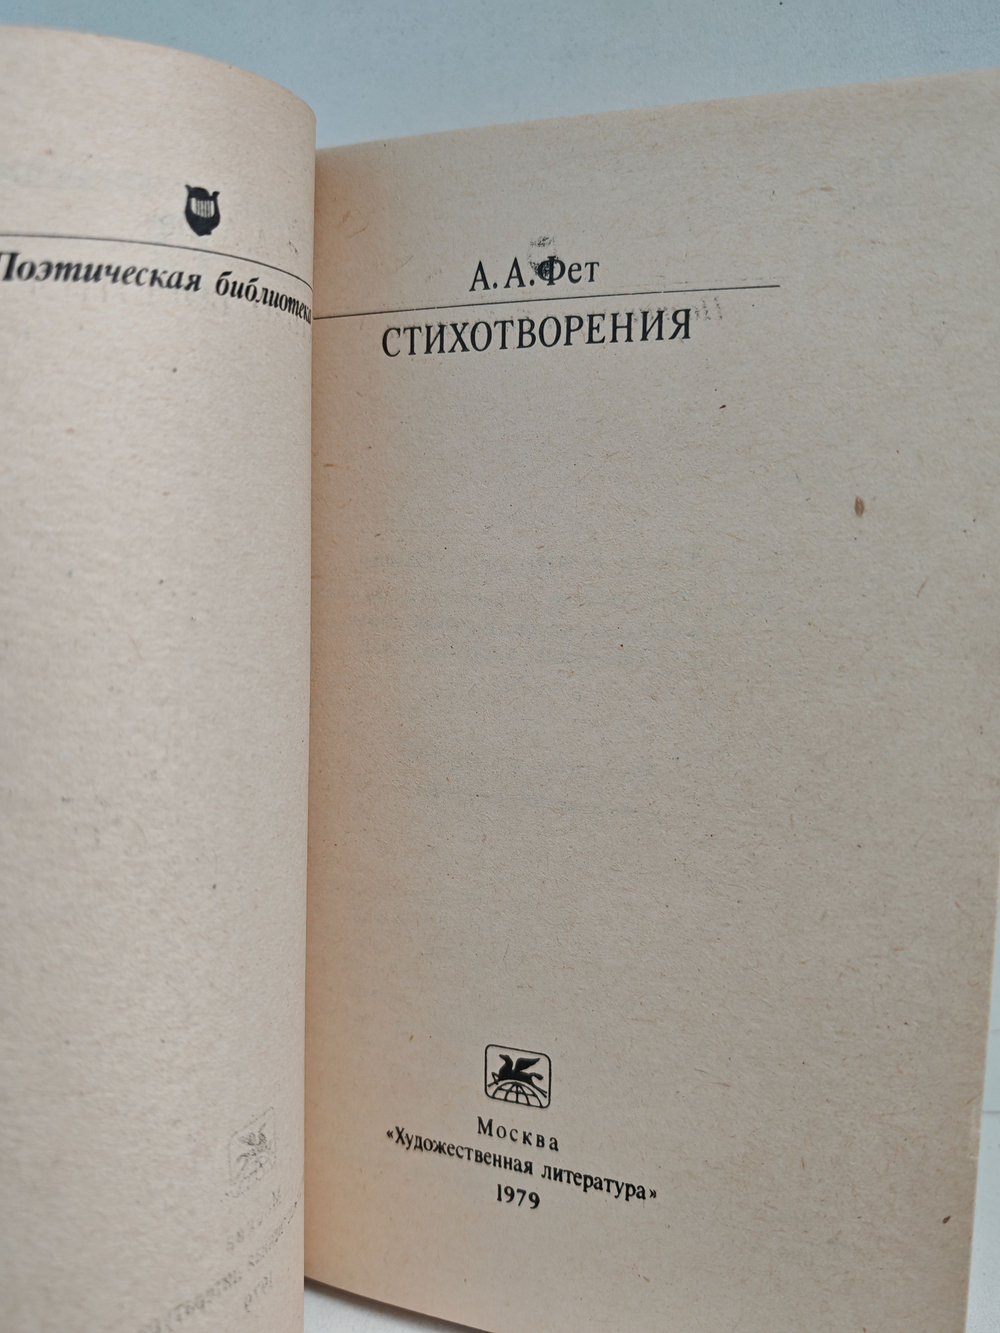 Поэтическая библиотека
А. А. Фет
СТИХОТВОРЕНИЯ
Москва
«Художественная литература»
1979